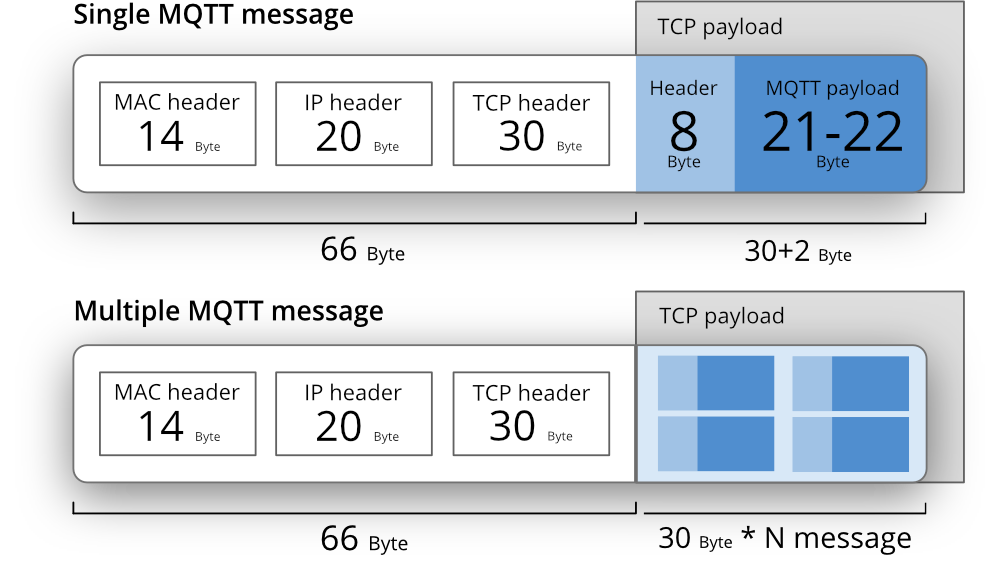 Single MQTT message
TCP payload
MAC header
14 Byte
IP header
20 Byte
TCP header
30 Byte
Header
8
Byte
MQTT payload
21-22
Byte
66 Byte
30+2 Byte
Multiple MQTT message
TCP payload
MAC header
14 Byte
IP header
20 Byte
TCP header
30 Byte
66 Byte
30 Byte * N message